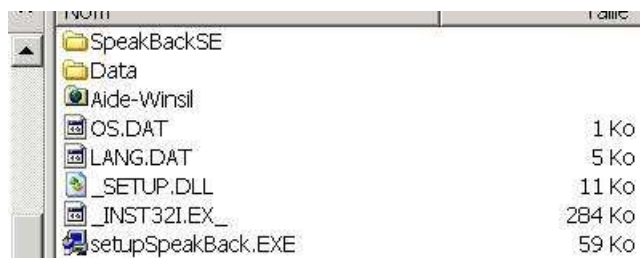 Nom Taille
SpeakBackSE
Data
Aide-Winsil
OS.DAT 1 Ko
LANG.DAT 5 Ko
_SETUP.DLL 11 Ko
_INST32I.EX_ 284 Ko
setupSpeakBack.EXE 59 Ko